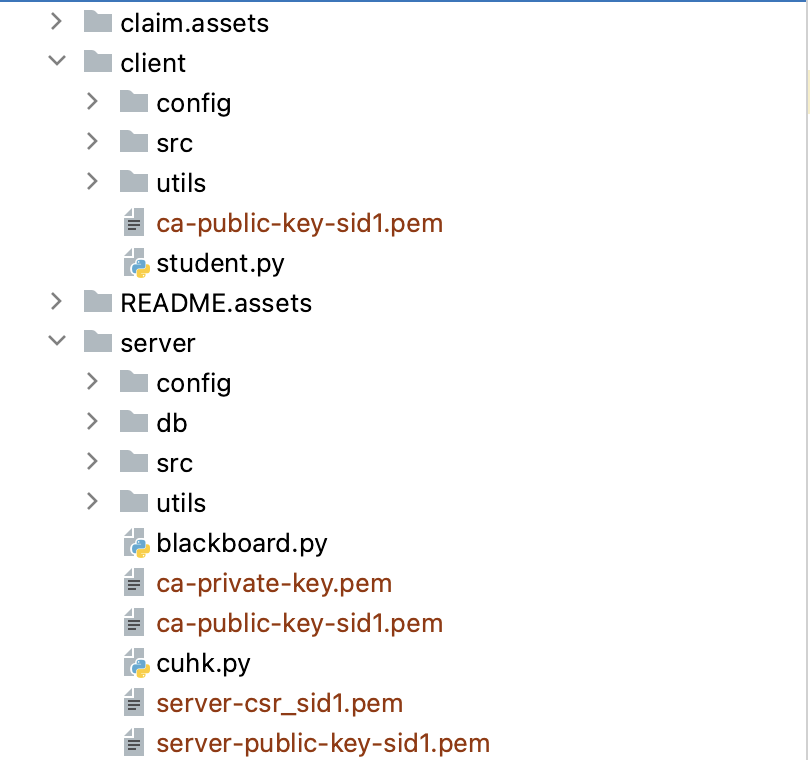 claim.assets
client
config
src
utils
ca-public-key-sid1.pem
student.py
README.assets
server
config
db
src
utils
blackboard.py
ca-private-key.pem
ca-public-key-sid1.pem
cuhk.py
server-csr_sid1.pem
server-public-key-sid1.pem